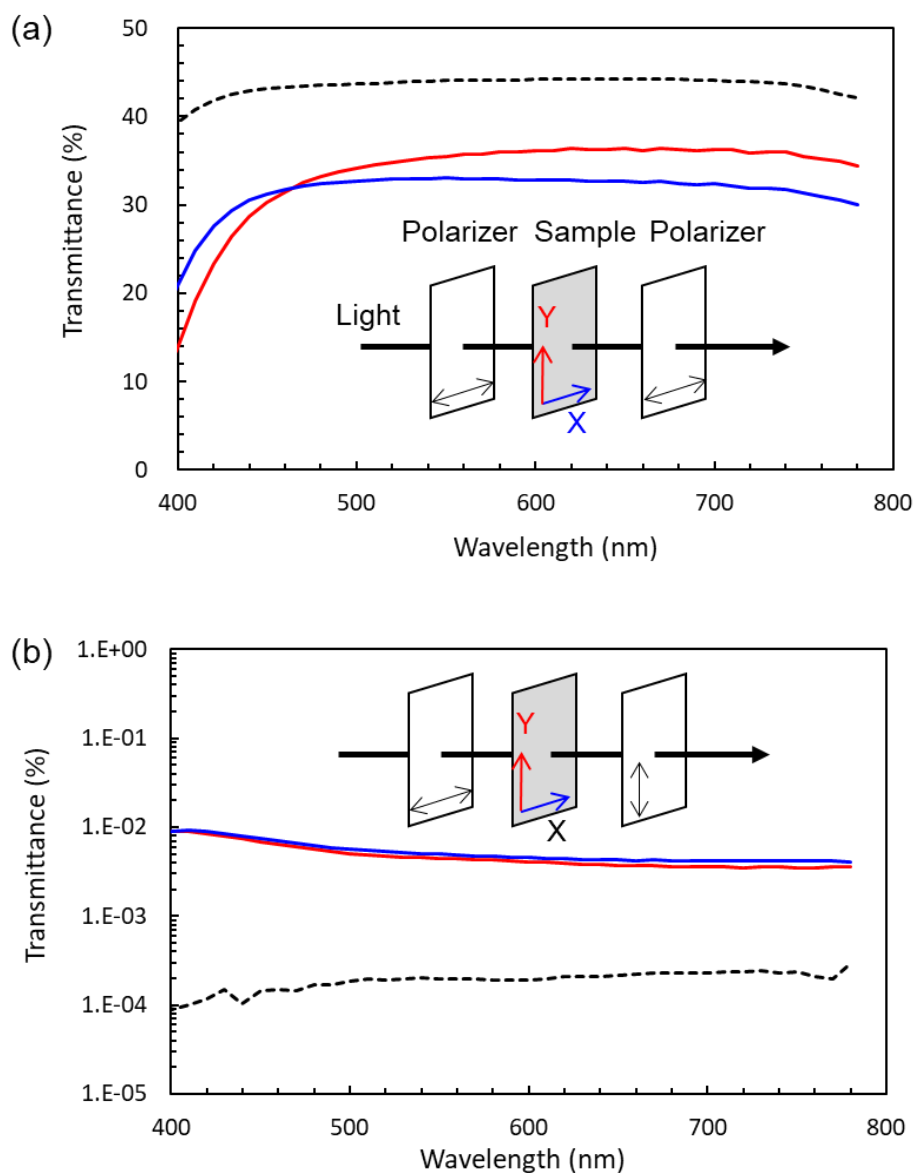 (a)
50
40
30
20
10
0
Transmittance (%)
Polarizer Sample Polarizer
Light
Y
X
400 500 600 700 800
Wavelength (nm)
(b)
1.E+00
1.E-01
1.E-02
1.E-03
1.E-04
1.E-05
Transmittance (%)
Y
X
400 500 600 700 800
Wavelength (nm)